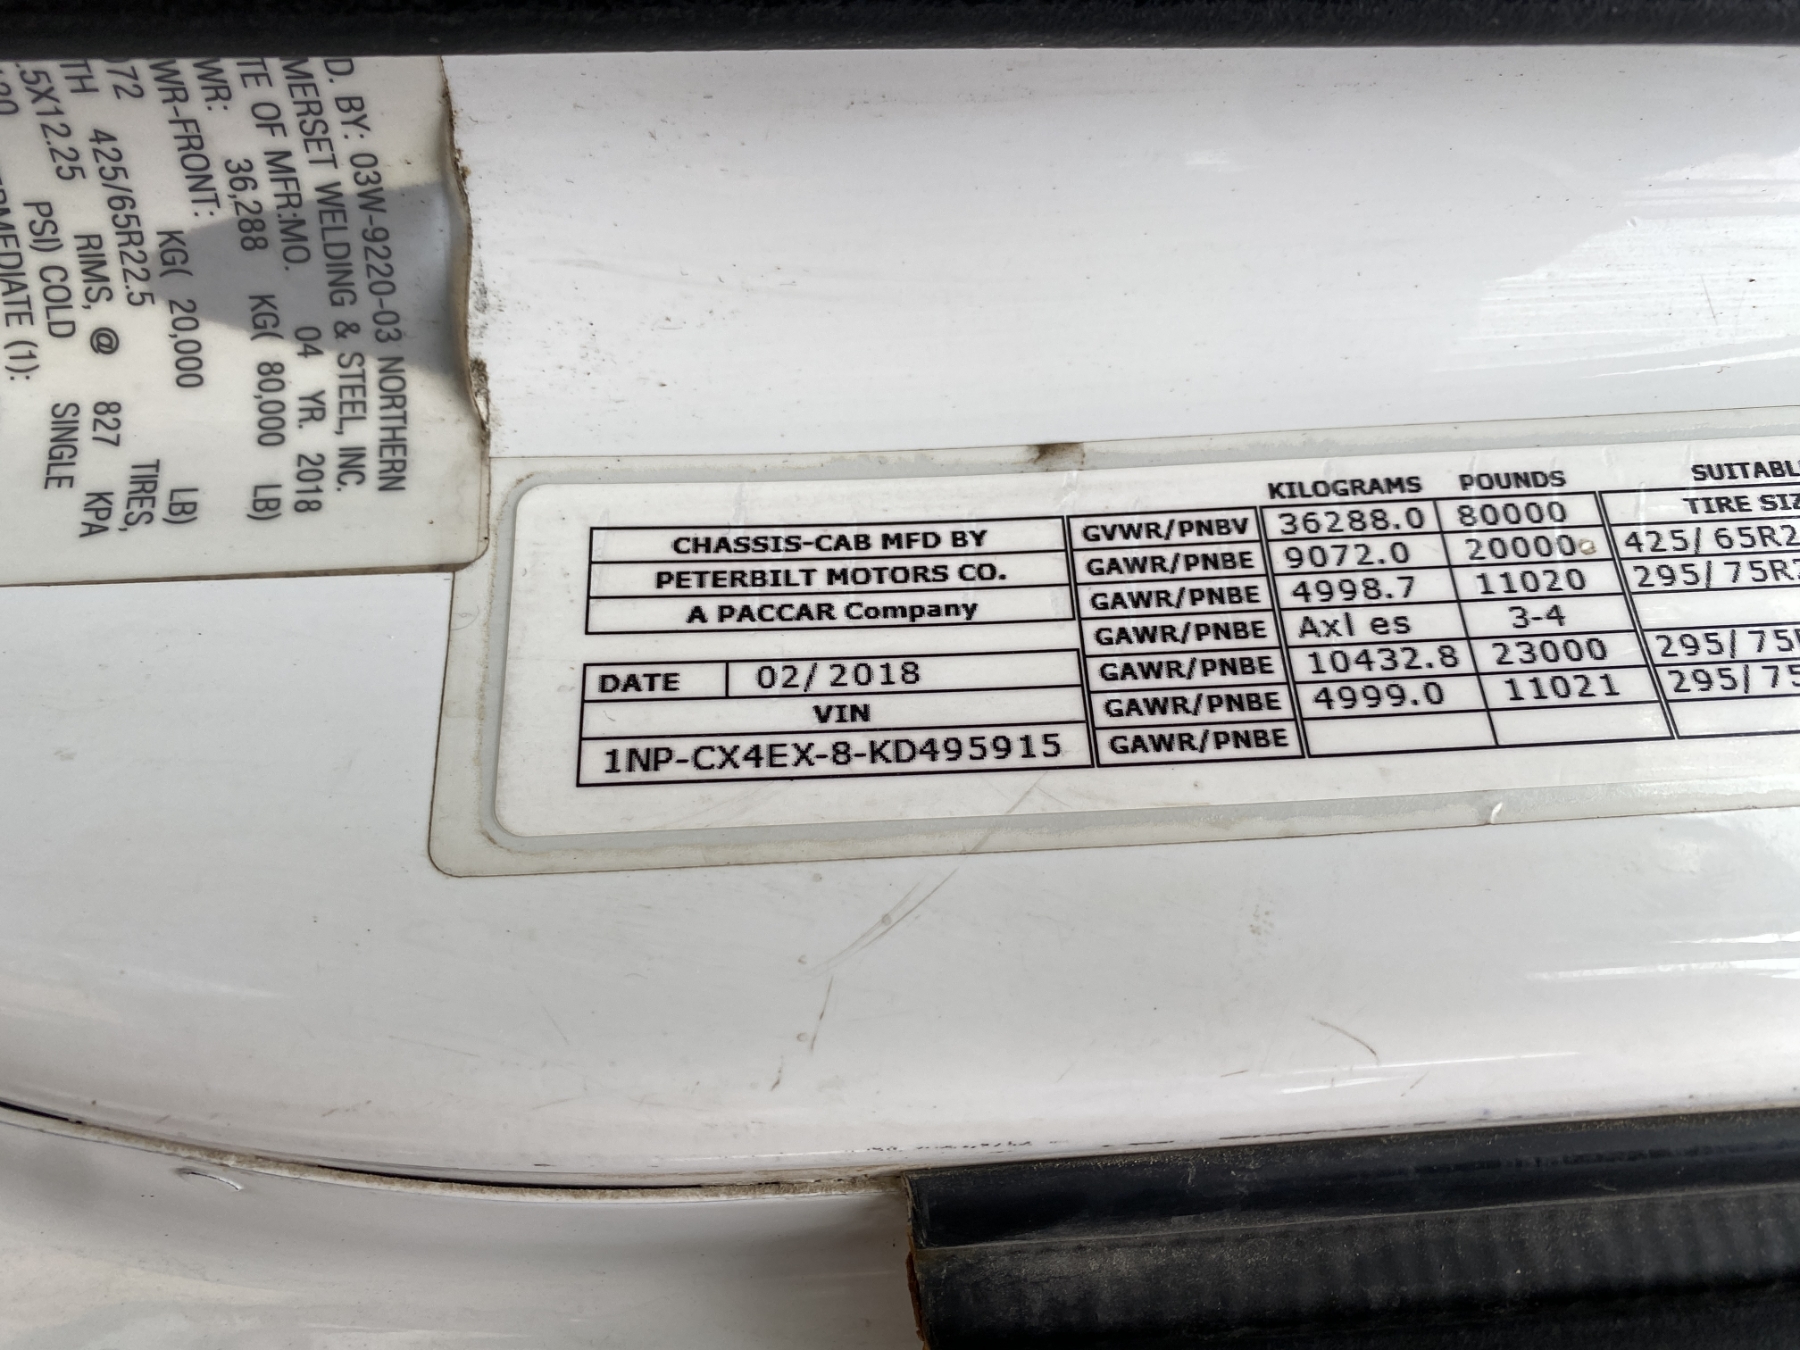 D. BY: 03W-9220-03 NORTHERN
MERSET WELDING & STEEL, INC.
TE OF MFR:MO. 04 YR. 2018
WR: 36,288 KG( 80,000 LB)
WR-FRONT:
072 KG( 20,000 LB)
TH 425/65R22.5 TIRES,
.5X12.25 RIMS, @ 827 KPA
PSI) COLD SINGLE
ERMEDIATE (1):
KILOGRAMS POUNDS SUITABL
TIRE SIZ
CHASSIS-CAB MFD BY
PETERBILT MOTORS CO.
A PACCAR Company
DATE 02/2018
VIN
1NP-CX4EX-8-KD495915
GVWR/PNBV 36288.0 80000
GAWR/PNBE 9072.0 20000 425/65R2
GAWR/PNBE 4998.7 11020 295/75R
GAWR/PNBE Axles 3-4
GAWR/PNBE 10432.8 23000 295/75
GAWR/PNBE 4999.0 11021 295/75
GAWR/PNBE